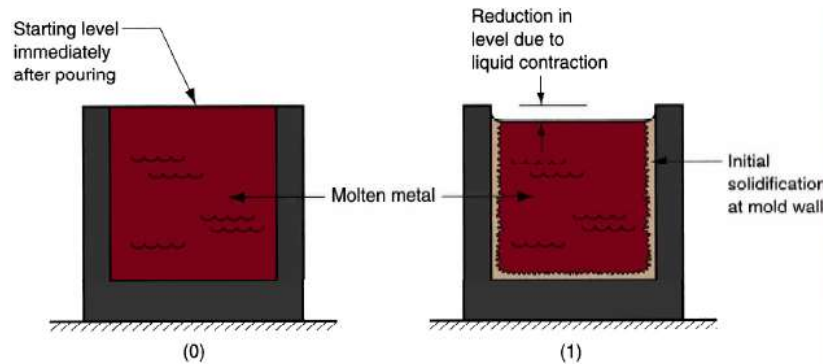 Starting level
immediately
after pouring
Reduction in
level due to
liquid contraction
Molten metal
Initial
solidification
at mold wall
(0)
(1)